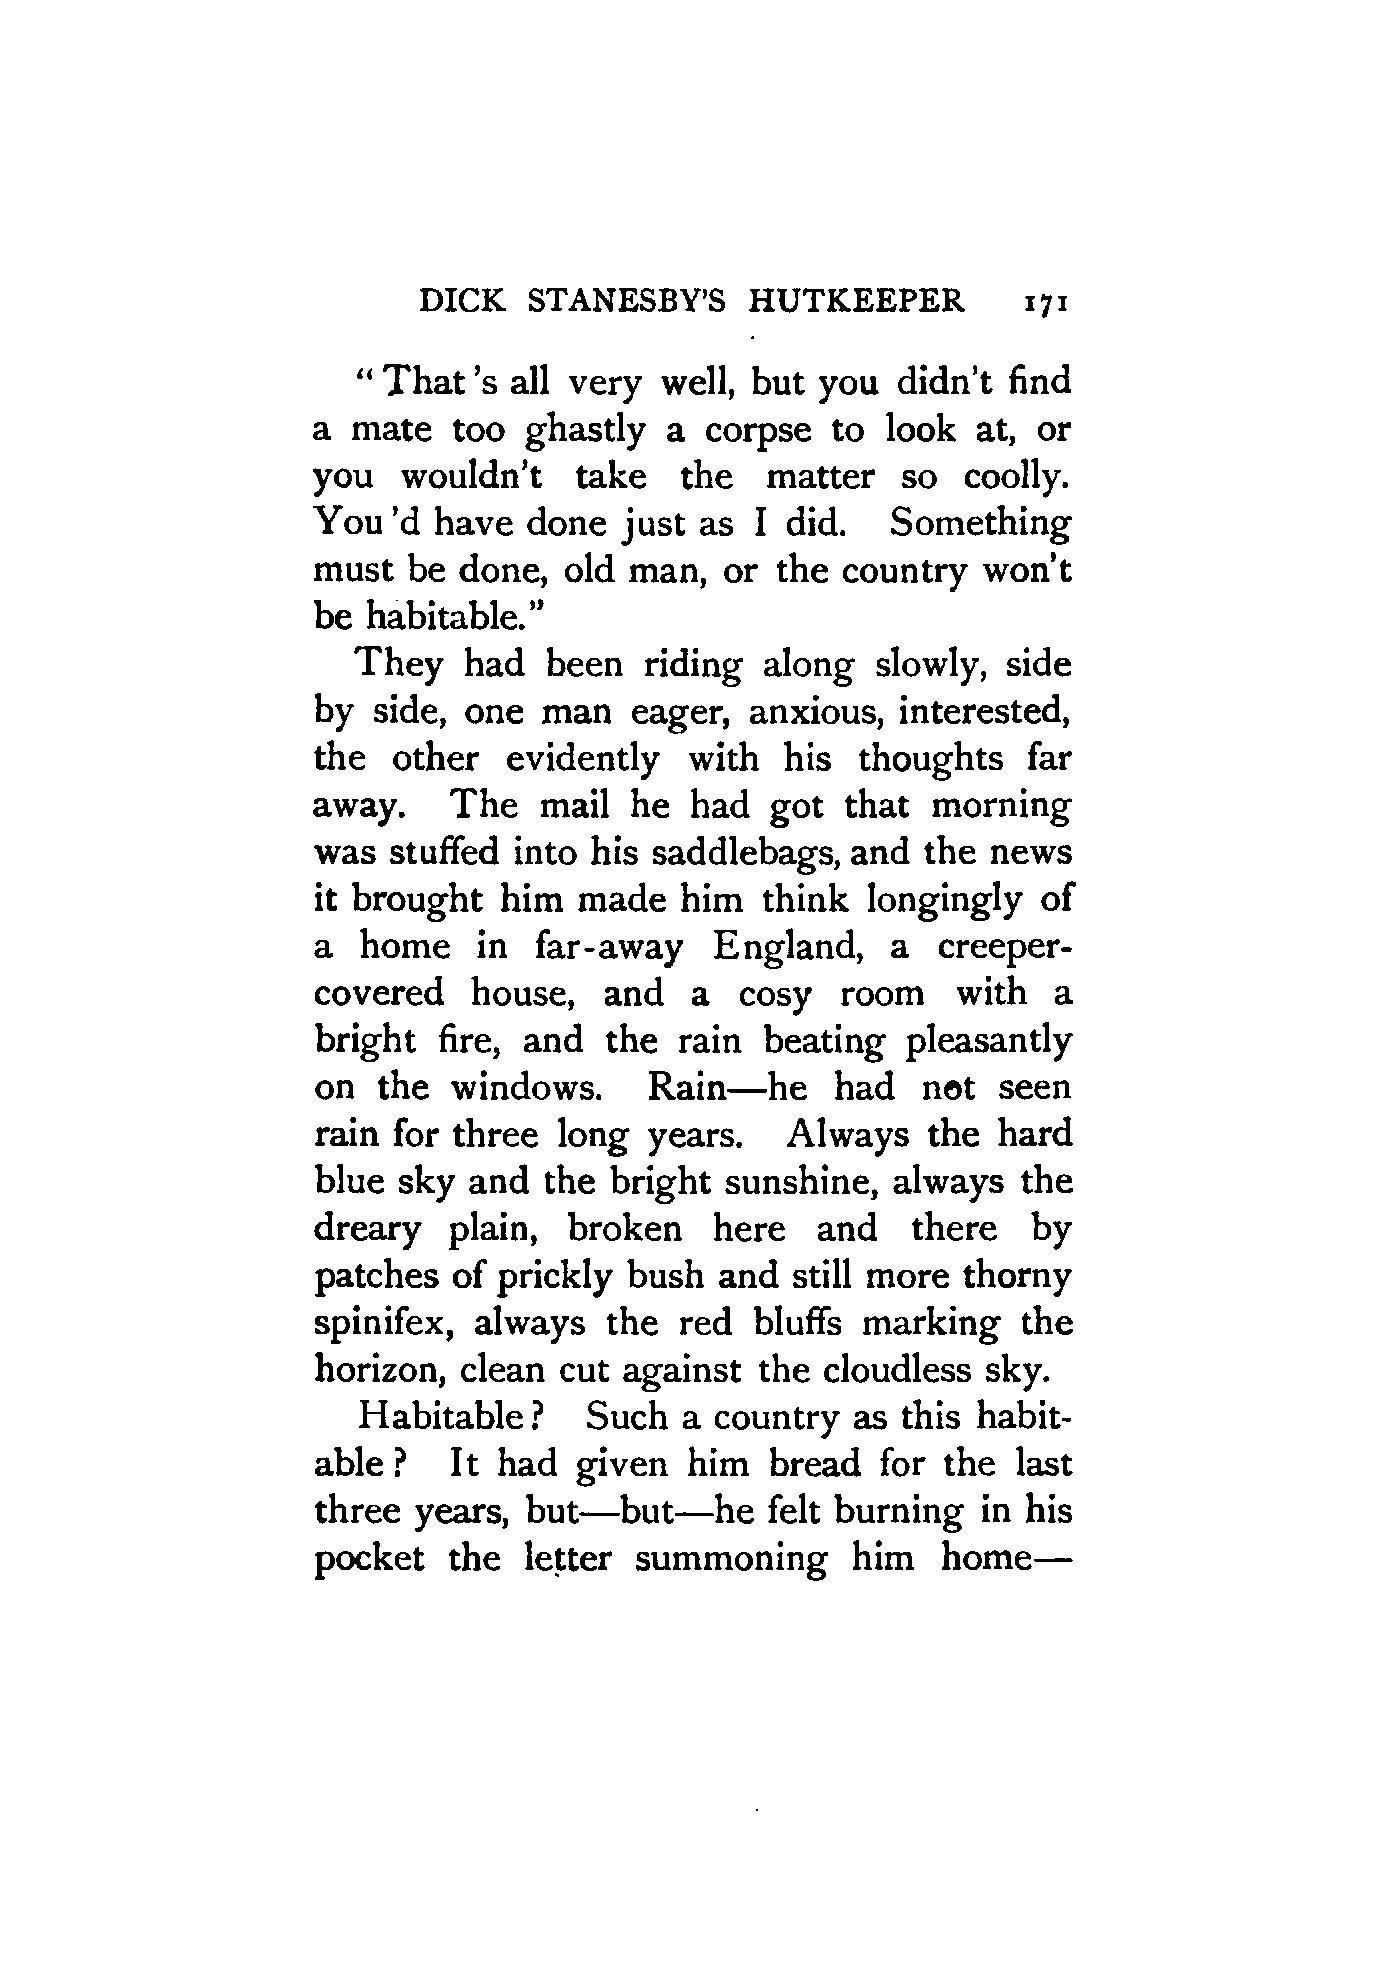 DICK STANESBY'S HUTKEEPER 171
"That's all very well, but you didn't find
a mate too ghastly a corpse to look at, or
you wouldn't take the matter so coolly.
You'd have done just as I did. Something
must be done, old man, or the country won't
be habitable."
They had been riding along slowly, side
by side, one man eager, anxious, interested,
the other evidently with his thoughts far
away. The mail he had got that morning
was stuffed into his saddlebags, and the news
it brought him made him think longingly of
a home in far-away England, a creeper-
covered house, and a cosy room with a
bright fire, and the rain beating pleasantly
on the windows. Rain—he had not seen
rain for three long years. Always the hard
blue sky and the bright sunshine, always the
dreary plain, broken here and there by
patches of prickly bush and still more thorny
spinifex, always the red bluffs marking the
horizon, clean cut against the cloudless sky.
Habitable? Such a country as this habit-
able? It had given him bread for the last
three years, but—but—he felt burning in his
pocket the letter summoning him home—